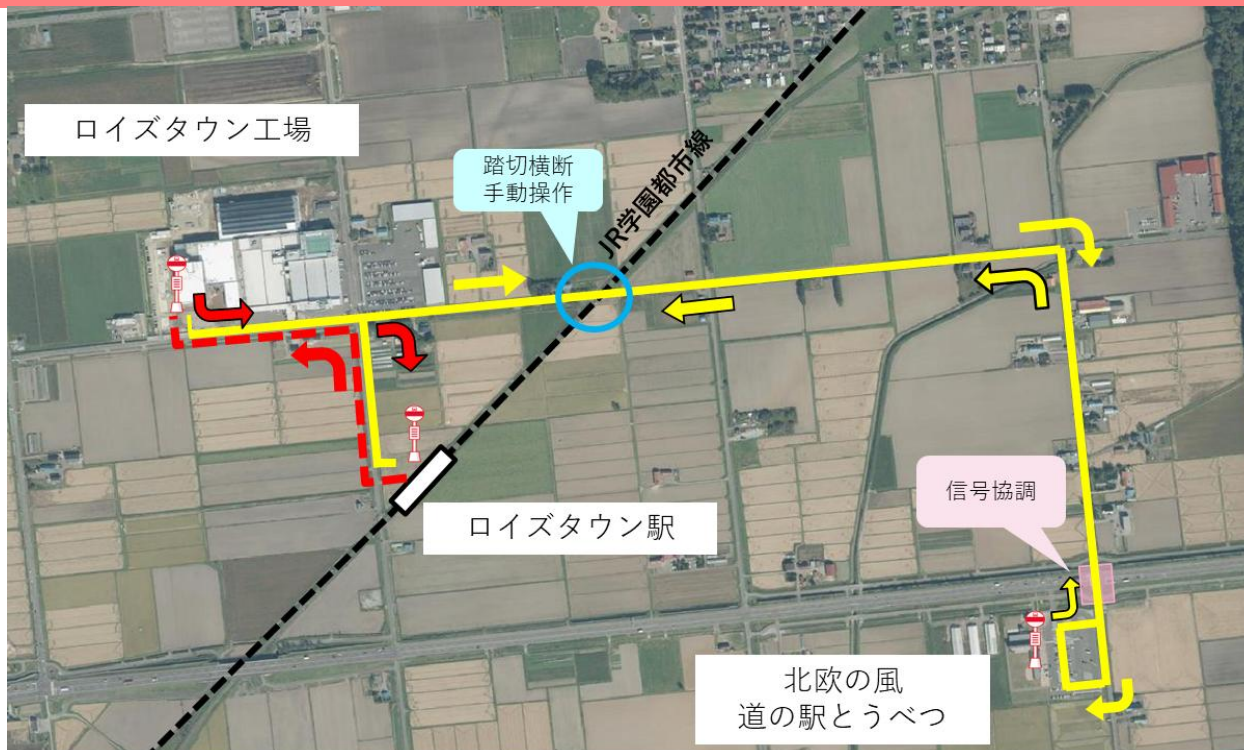 ロイズタウン工場
踏切横断
手動操作
JR学園都市線
信号協調
ロイズタウン駅
北欧の風
道の駅とうべつ